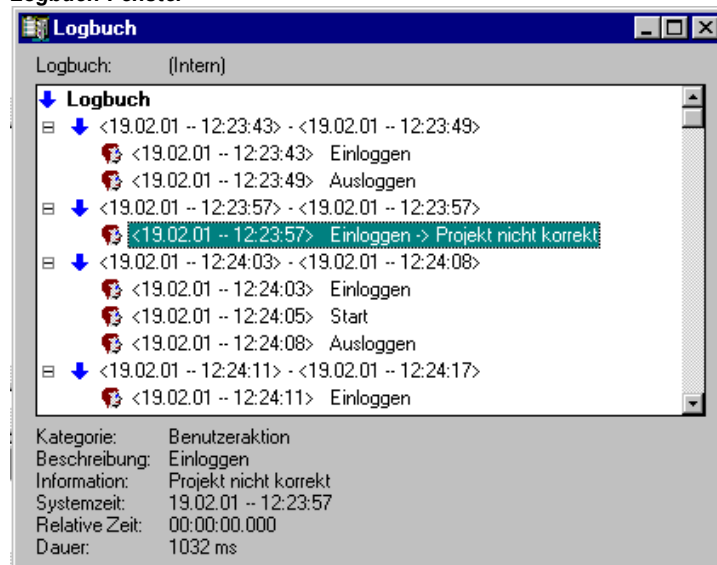 Logbuch-Fenster
Logbuch
Logbuch: (Intern)
Logbuch
<19.02.01 -- 12:23:43> - <19.02.01 -- 12:23:49>
<19.02.01 -- 12:23:43> Einloggen
<19.02.01 -- 12:23:49> Ausloggen
<19.02.01 -- 12:23:57> - <19.02.01 -- 12:23:57>
<19.02.01 -- 12:23:57> Einloggen -> Projekt nicht korrekt
<19.02.01 -- 12:24:03> - <19.02.01 -- 12:24:08>
<19.02.01 -- 12:24:03> Einloggen
<19.02.01 -- 12:24:05> Start
<19.02.01 -- 12:24:08> Ausloggen
<19.02.01 -- 12:24:11> - <19.02.01 -- 12:24:17>
<19.02.01 -- 12:24:11> Einloggen
Kategorie: Benutzeraktion
Beschreibung: Einloggen
Information: Projekt nicht korrekt
Systemzeit: 19.02.01 -- 12:23:57
Relative Zeit: 00:00:00.000
Dauer: 1032 ms